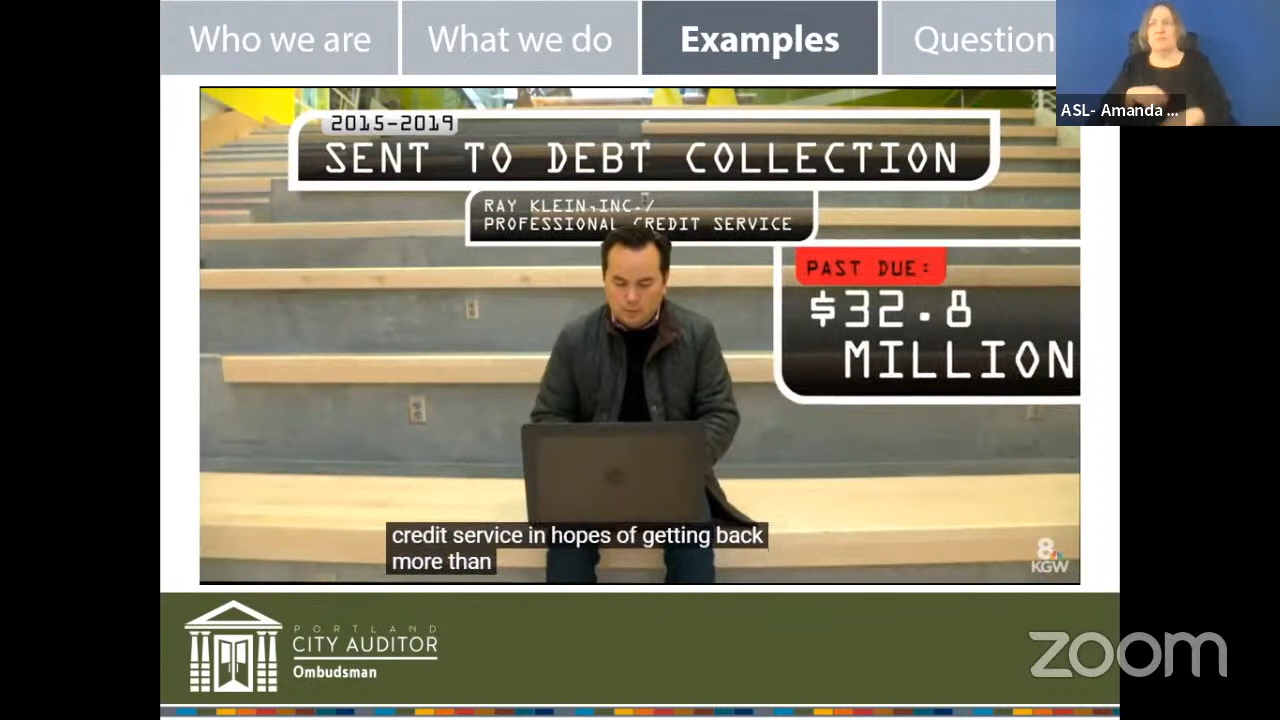 Who we are
What we do
Examples
Question
ASL- Amanda ...
2015-2019
SENT TO DEBT COLLECTION
RAY KLEIN,INC./
PROFESSIONAL CREDIT SERVICE
PAST DUE:
$32.8
MILLION
credit service in hopes of getting back
more than
8
KGW
PORTLAND
CITY AUDITOR
Ombudsman
zoom